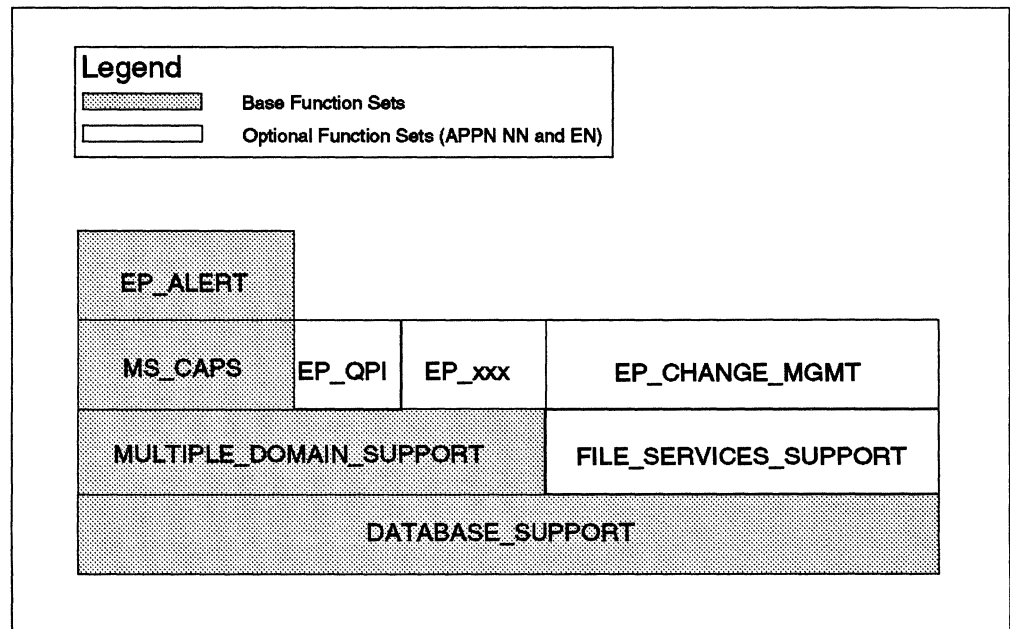 Legend
Base Function Sets
Optional Function Sets (APPN NN and EN)
EP_ALERT
MS_CAPS
EP_QPI
EP_xxx
EP_CHANGE_MGMT
MULTIPLE_DOMAIN_SUPPORT
FILE_SERVICES_SUPPORT
DATABASE_SUPPORT